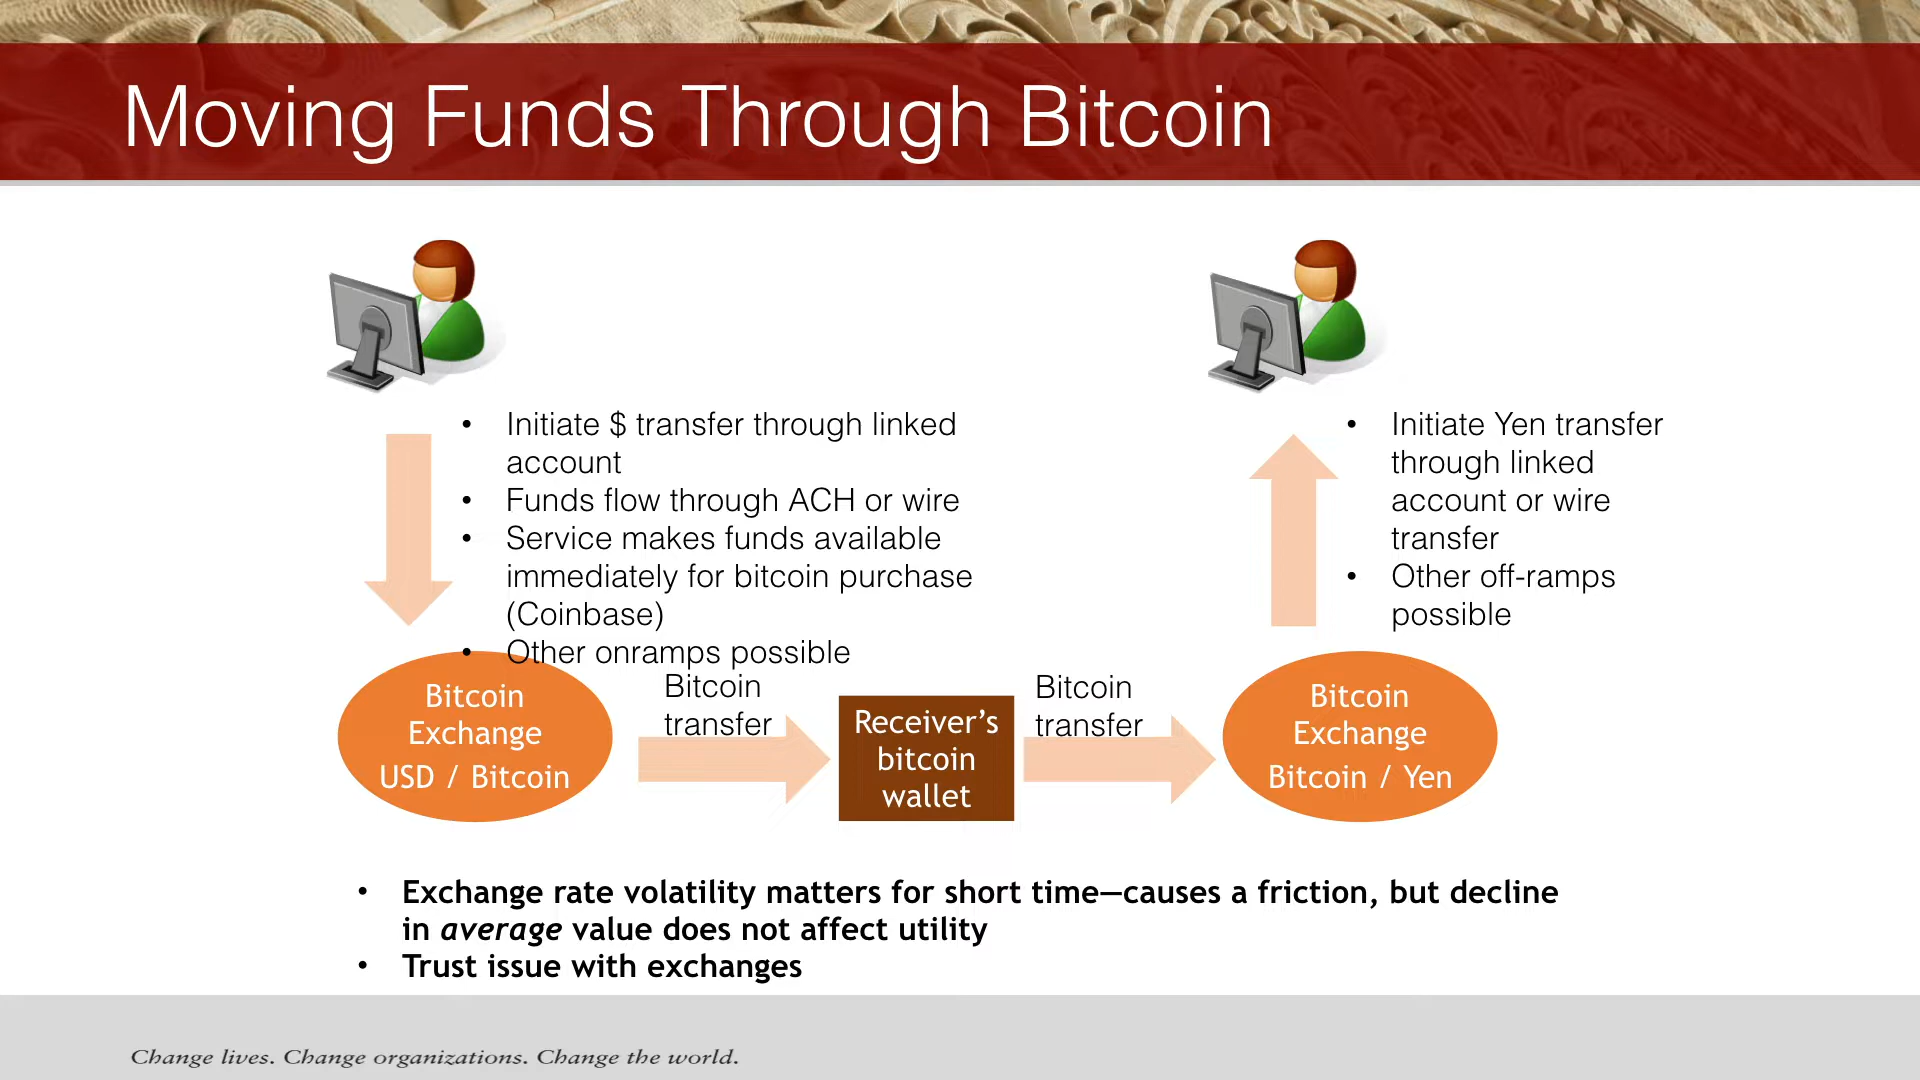 Moving Funds Through Bitcoin
• Initiate $ transfer through linked
account
• Funds flow through ACH or wire
• Service makes funds available
immediately for bitcoin purchase
(Coinbase)
• Other onramps possible
• Initiate Yen transfer
through linked
account or wire
transfer
• Other off-ramps
possible
Bitcoin
Exchange
USD / Bitcoin
Bitcoin
transfer
Receiver’s
bitcoin
wallet
Bitcoin
transfer
Bitcoin
Exchange
Bitcoin / Yen
• Exchange rate volatility matters for short time—causes a friction, but decline
in average value does not affect utility
• Trust issue with exchanges
Change lives. Change organizations. Change the world.